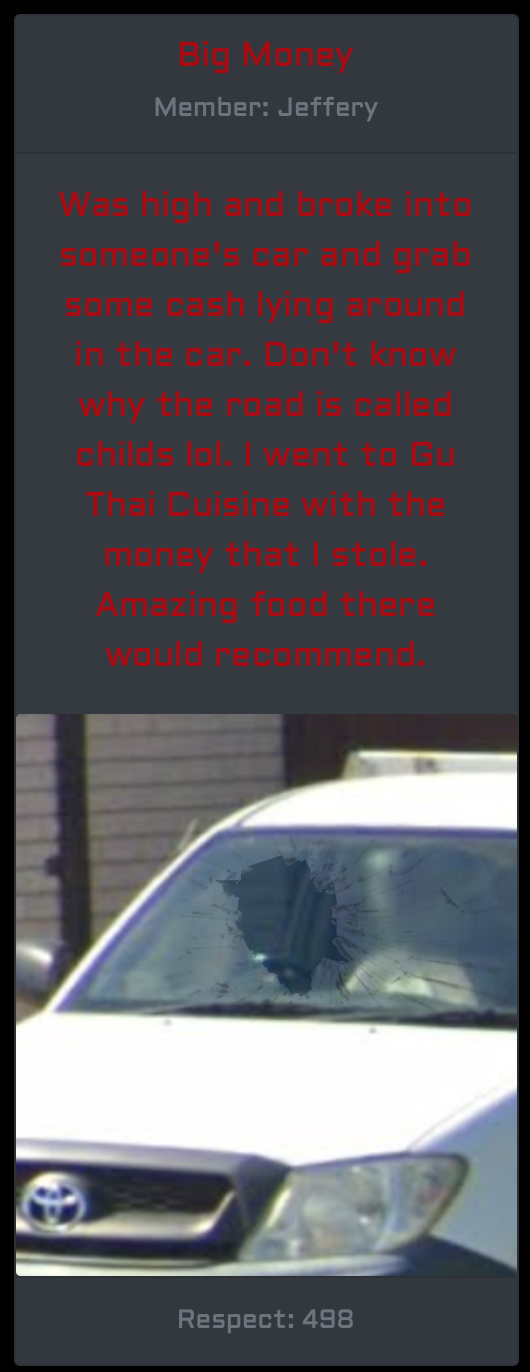 Big Money
Member: Jeffery
Was high and broke into
someone's car and grab
some cash lying around
in the car. Don't know
why the road is called
childs lol. I went to Gu
Thai Cuisine with the
money that I stole.
Amazing food there
would recommend.
Respect: 498